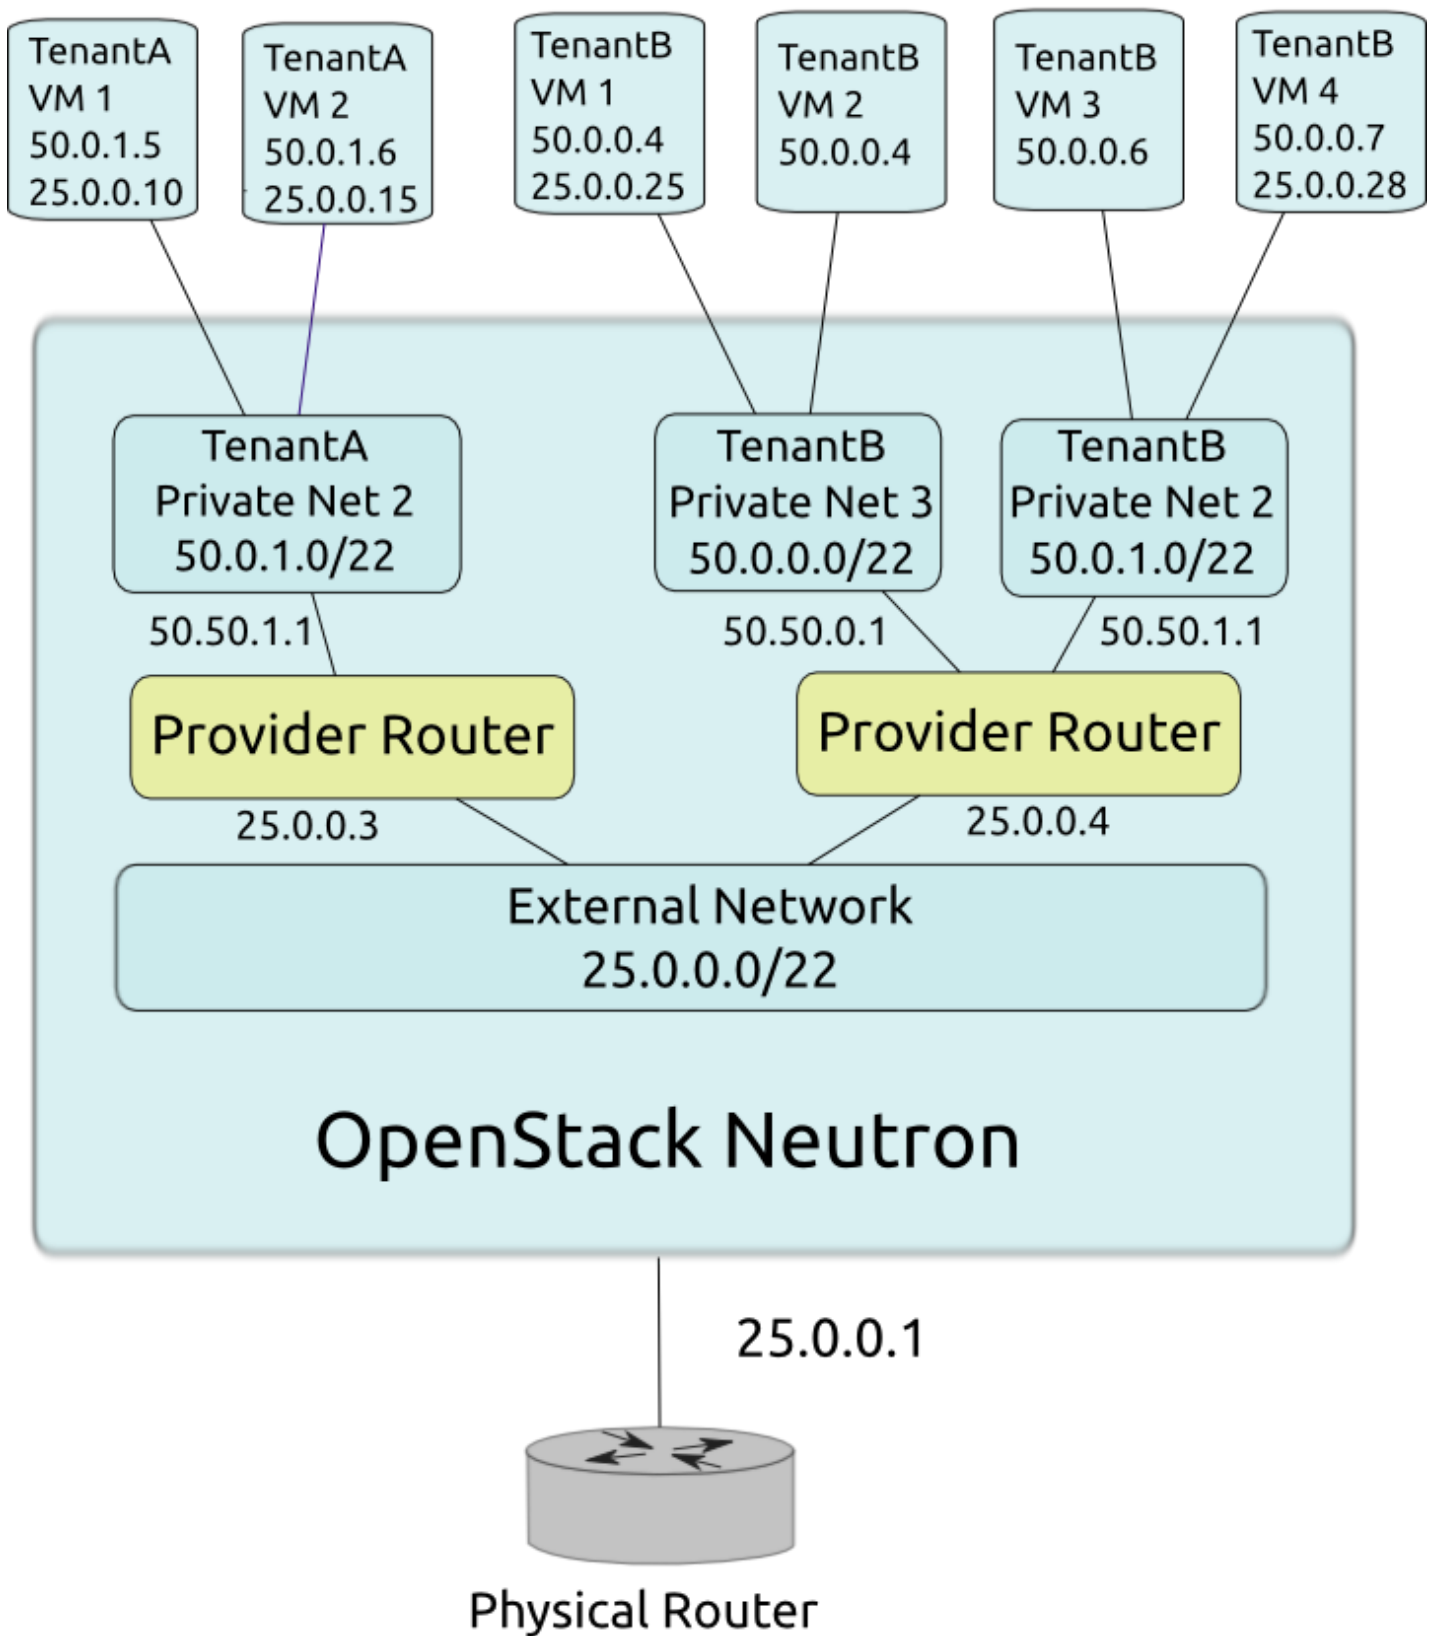 TenantA
VM 1
50.0.1.5
25.0.0.10
TenantA
VM 2
50.0.1.6
25.0.0.15
TenantB
VM 1
50.0.0.4
25.0.0.25
TenantB
VM 2
50.0.0.4
TenantB
VM 3
50.0.0.6
TenantB
VM 4
50.0.0.7
25.0.0.28
TenantA
Private Net 2
50.0.1.0/22
TenantB
Private Net 3
50.0.0.0/22
TenantB
Private Net 2
50.0.1.0/22
50.50.1.1
50.50.0.1
50.50.1.1
Provider Router
Provider Router
25.0.0.3
25.0.0.4
External Network
25.0.0.0/22
OpenStack Neutron
25.0.0.1
Physical Router